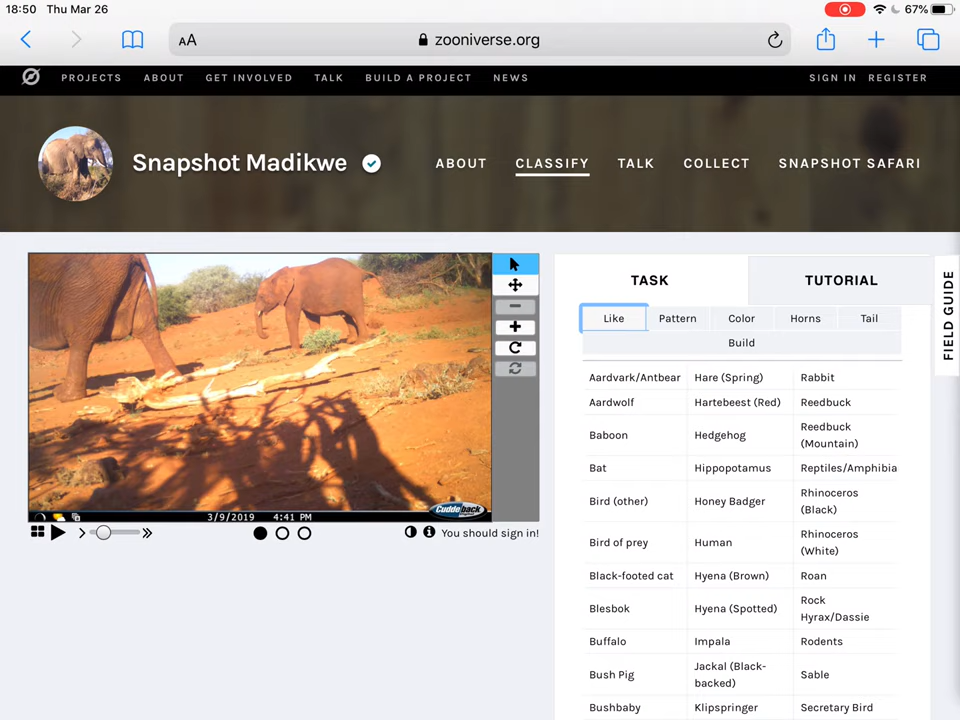 18:50 Thu Mar 26 67%
AA zooniverse.org
PROJECTS ABOUT GET INVOLVED TALK BUILD A PROJECT NEWS SIGN IN REGISTER
Snapshot Madikwe ABOUT CLASSIFY TALK COLLECT SNAPSHOT SAFARI
TASK TUTORIAL
FIELD GUIDE
Like Pattern Color Horns Tail
Build
Aardvark/Antbear Hare (Spring) Rabbit
Aardwolf Hartebeest (Red) Reedbuck
Baboon Hedgehog Reedbuck
(Mountain)
Bat Hippopotamus Reptiles/Amphibia
Bird (other) Honey Badger Rhinoceros
(Black)
Bird of prey Human Rhinoceros
(White)
Black-footed cat Hyena (Brown) Roan
Blesbok Hyena (Spotted) Rock
Hyrax/Dassie
Buffalo Impala Rodents
Bush Pig Jackal (Black-
backed) Sable
Bushbaby Klipspringer Secretary Bird
3/9/2019 4:41 PM Cuddeback
You should sign in!